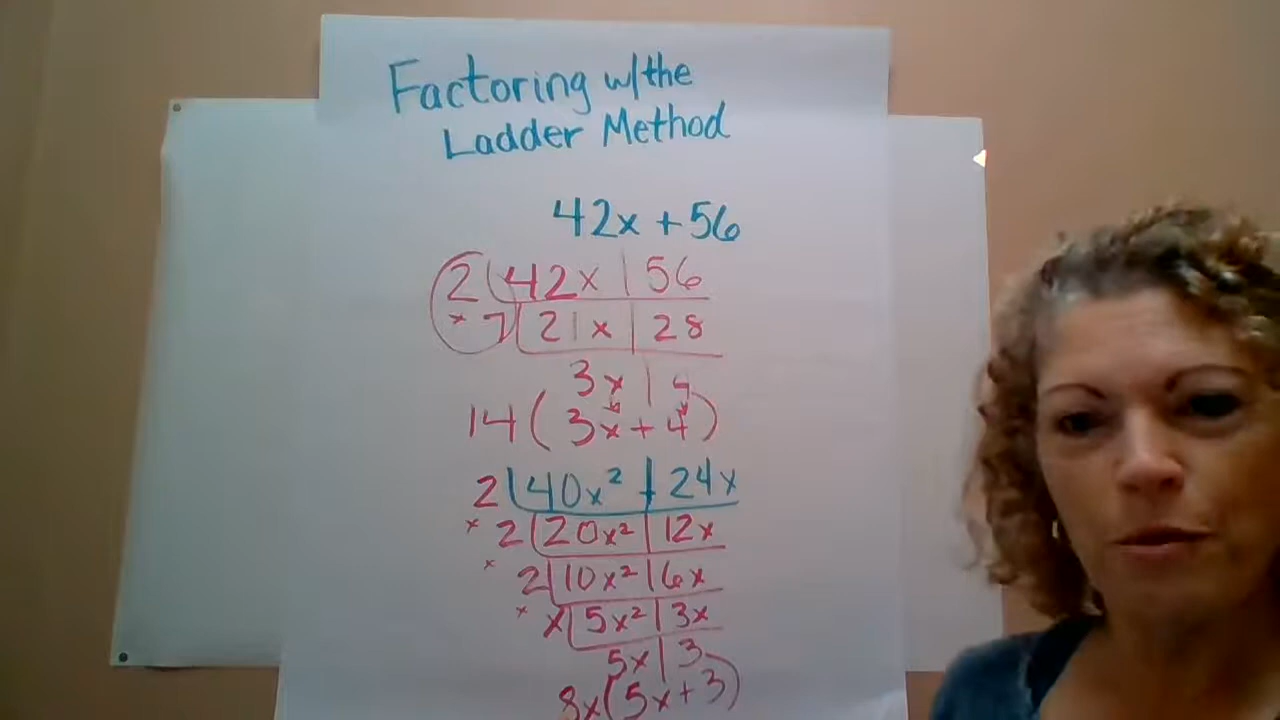 Factoring w/the
Ladder Method
42x + 56
2 42x 56
× 7 21x 28
3x 4
14(3x + 4)
2 40x² + 24x
× 2 20x² 12x
× 2 10x² 6x
× x 5x² 3x
5x 3
8x(5x+3)